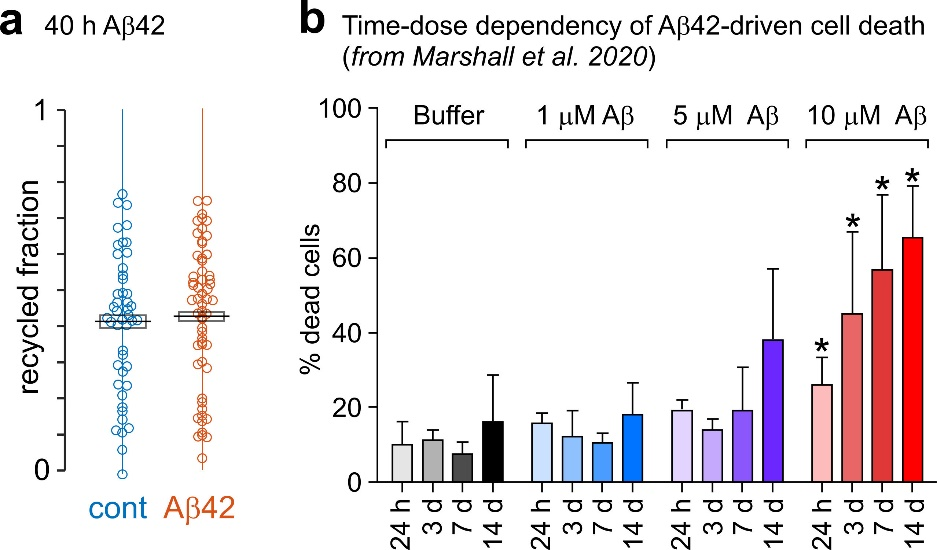 a 40 h Aβ42
1
recycled fraction
0
cont Aβ42
b Time-dose dependency of Aβ42-driven cell death
(from Marshall et al. 2020)
100
80
60
40
20
0
% dead cells
Buffer 1 μM Aβ 5 μM Aβ 10 μM Aβ
* * * *
24 h 3 d 7 d 14 d 24 h 3 d 7 d 14 d 24 h 3 d 7 d 14 d 24 h 3 d 7 d 14 d